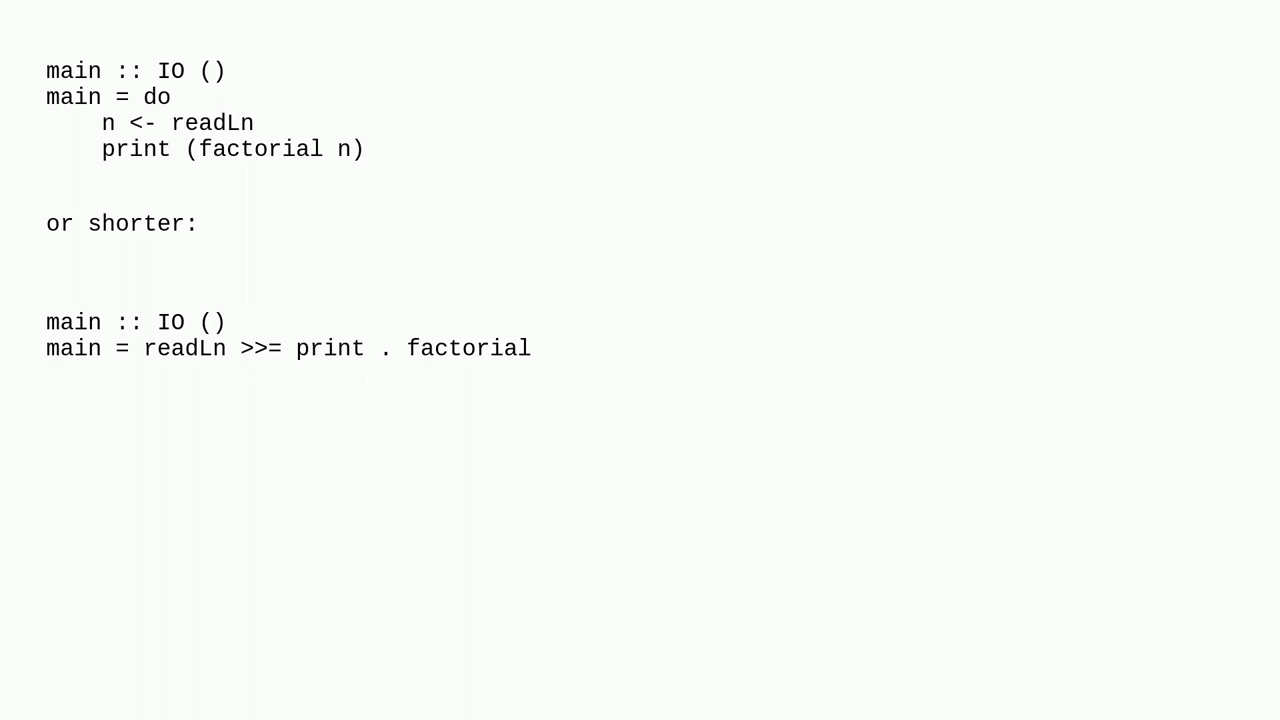 main :: IO ()
main = do
    n <- readLn
    print (factorial n)
or shorter:
main :: IO ()
main = readLn >>= print . factorial